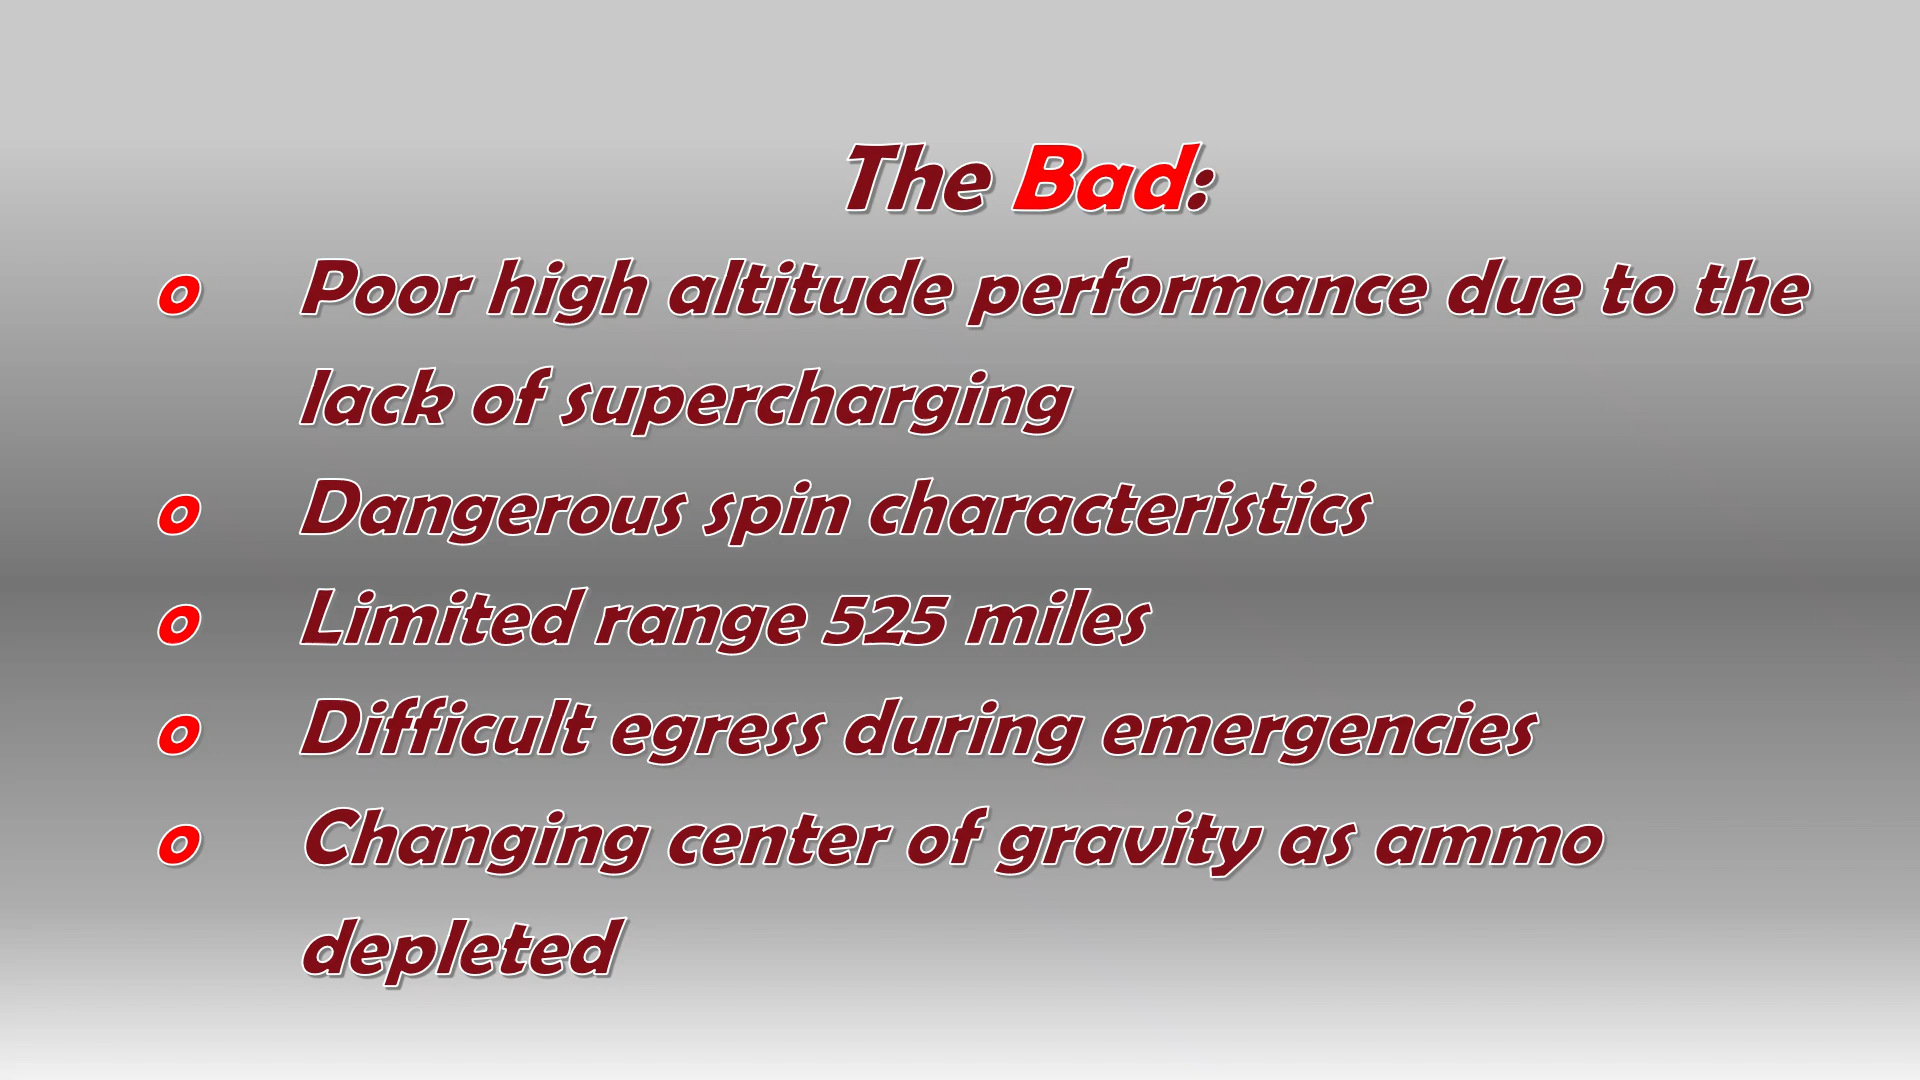 The Bad:
o Poor high altitude performance due to the
lack of supercharging
o Dangerous spin characteristics
o Limited range 525 miles
o Difficult egress during emergencies
o Changing center of gravity as ammo
depleted